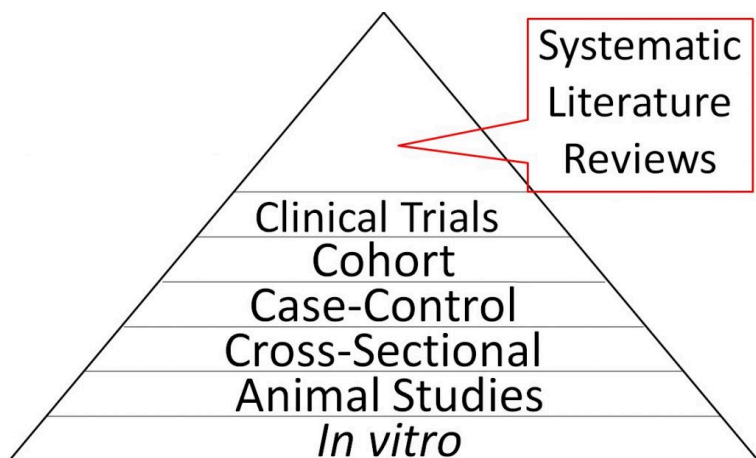 Systematic
Literature
Reviews
Clinical Trials
Cohort
Case-Control
Cross-Sectional
Animal Studies
In vitro